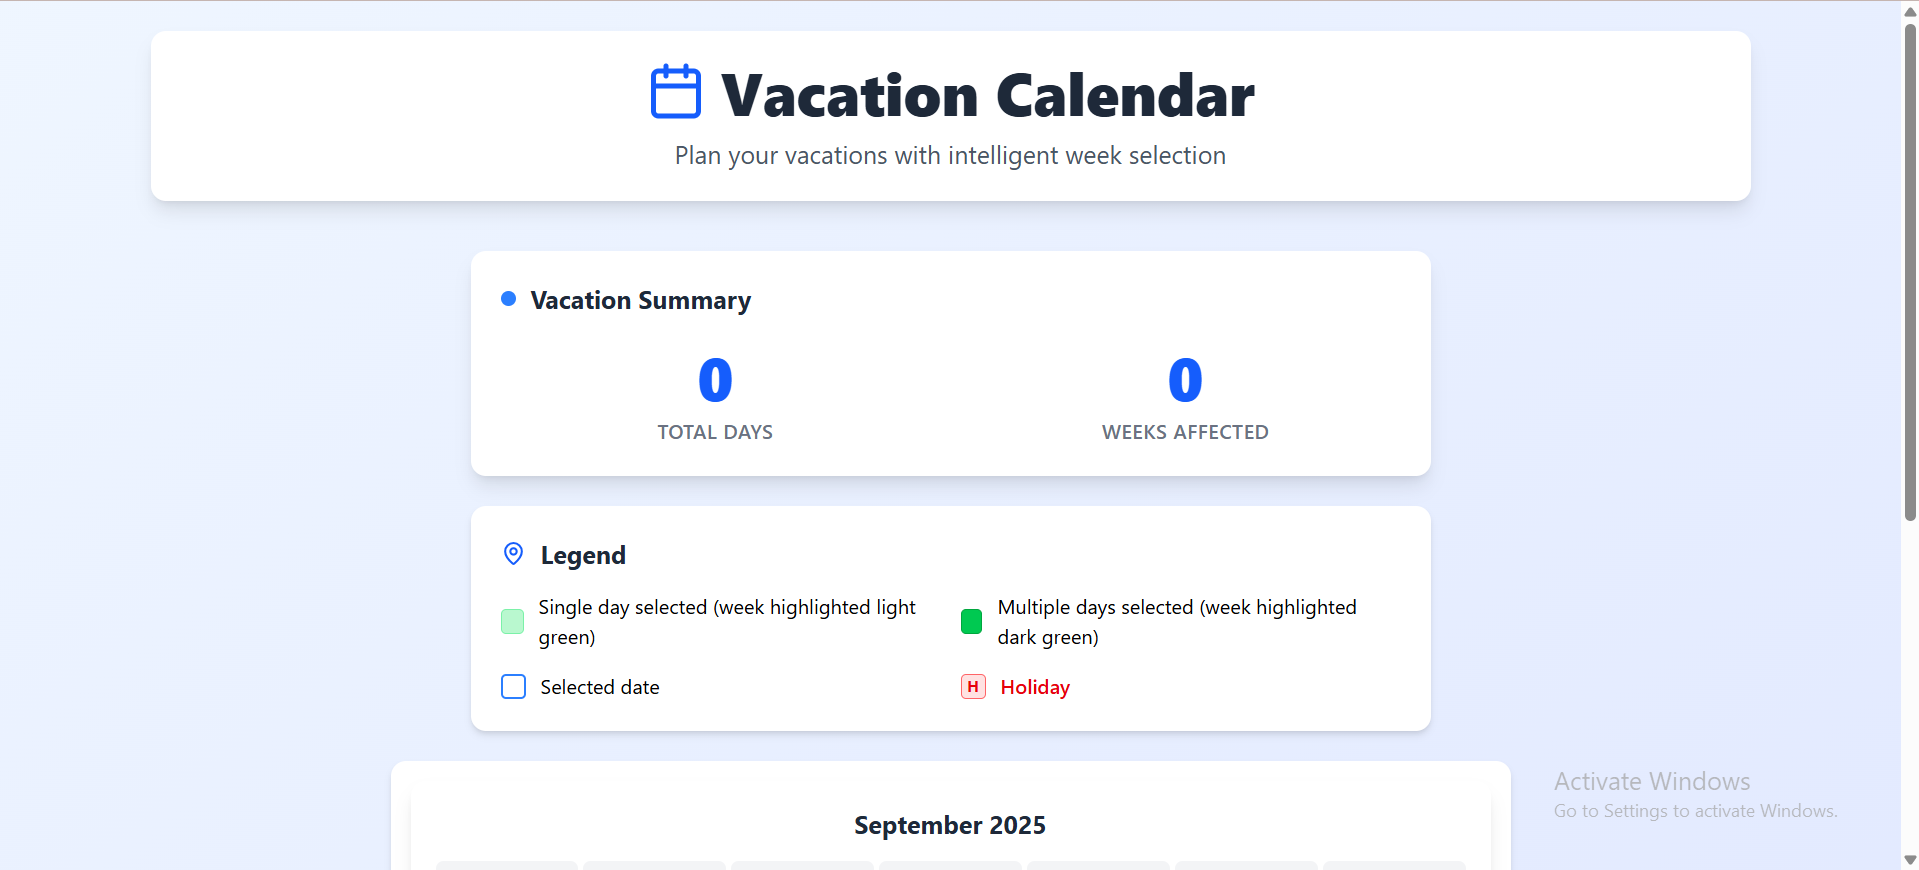 Vacation Calendar
Plan your vacations with intelligent week selection
Vacation Summary
0
TOTAL DAYS
0
WEEKS AFFECTED
Legend
Single day selected (week highlighted light
green)
Multiple days selected (week highlighted
dark green)
Selected date
H Holiday
September 2025
Activate Windows
Go to Settings to activate Windows.